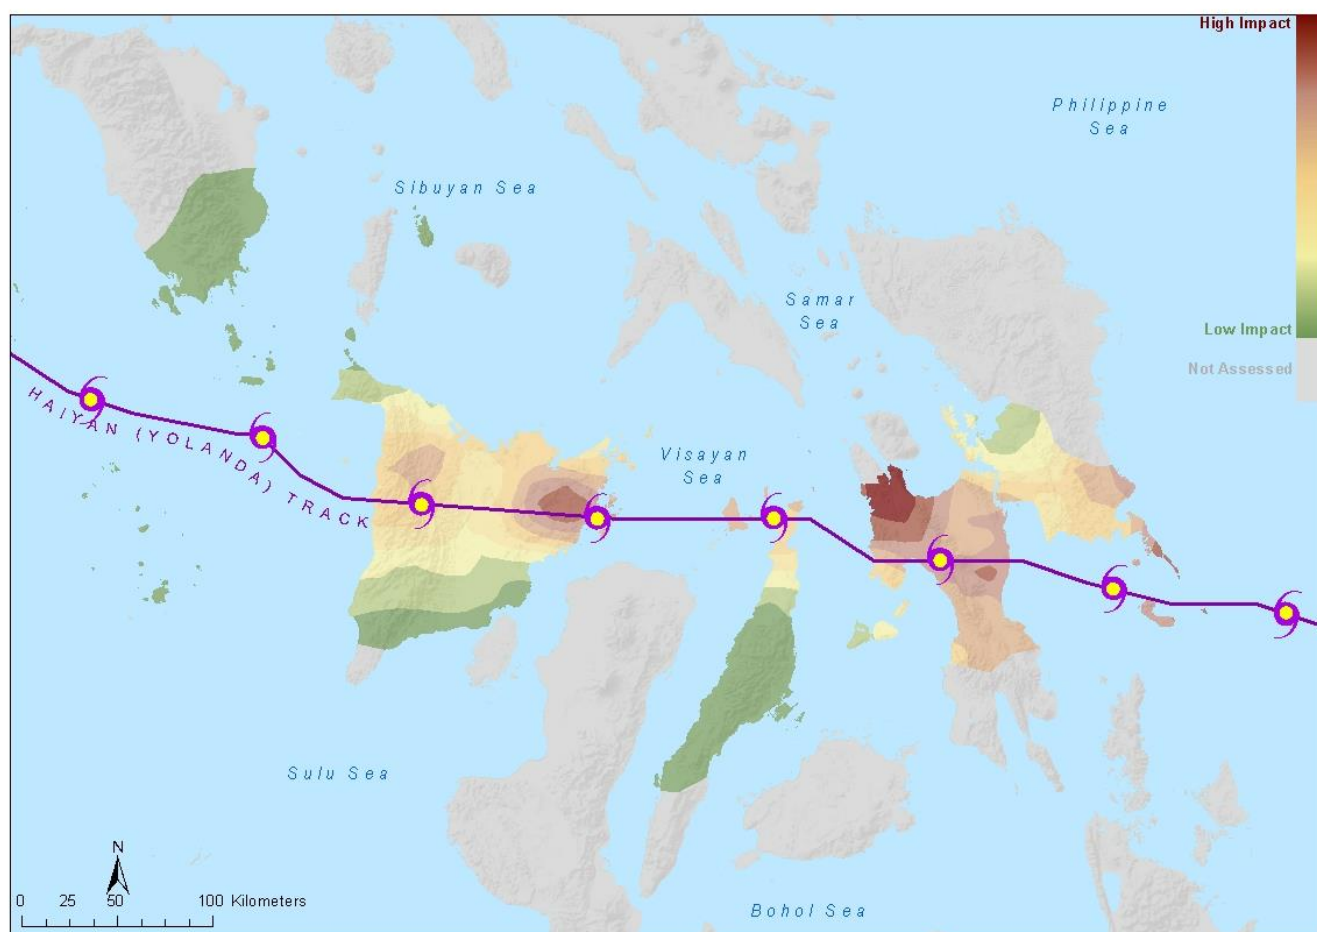 High Impact
Philippine
Sea
Sibuyan Sea
Samar
Sea
Low Impact
Not Assessed
HAIYAN (YOLANDA) TRACK
Visayan
Sea
Sulu Sea
N
0 25 50 100 Kilometers
Bohol Sea